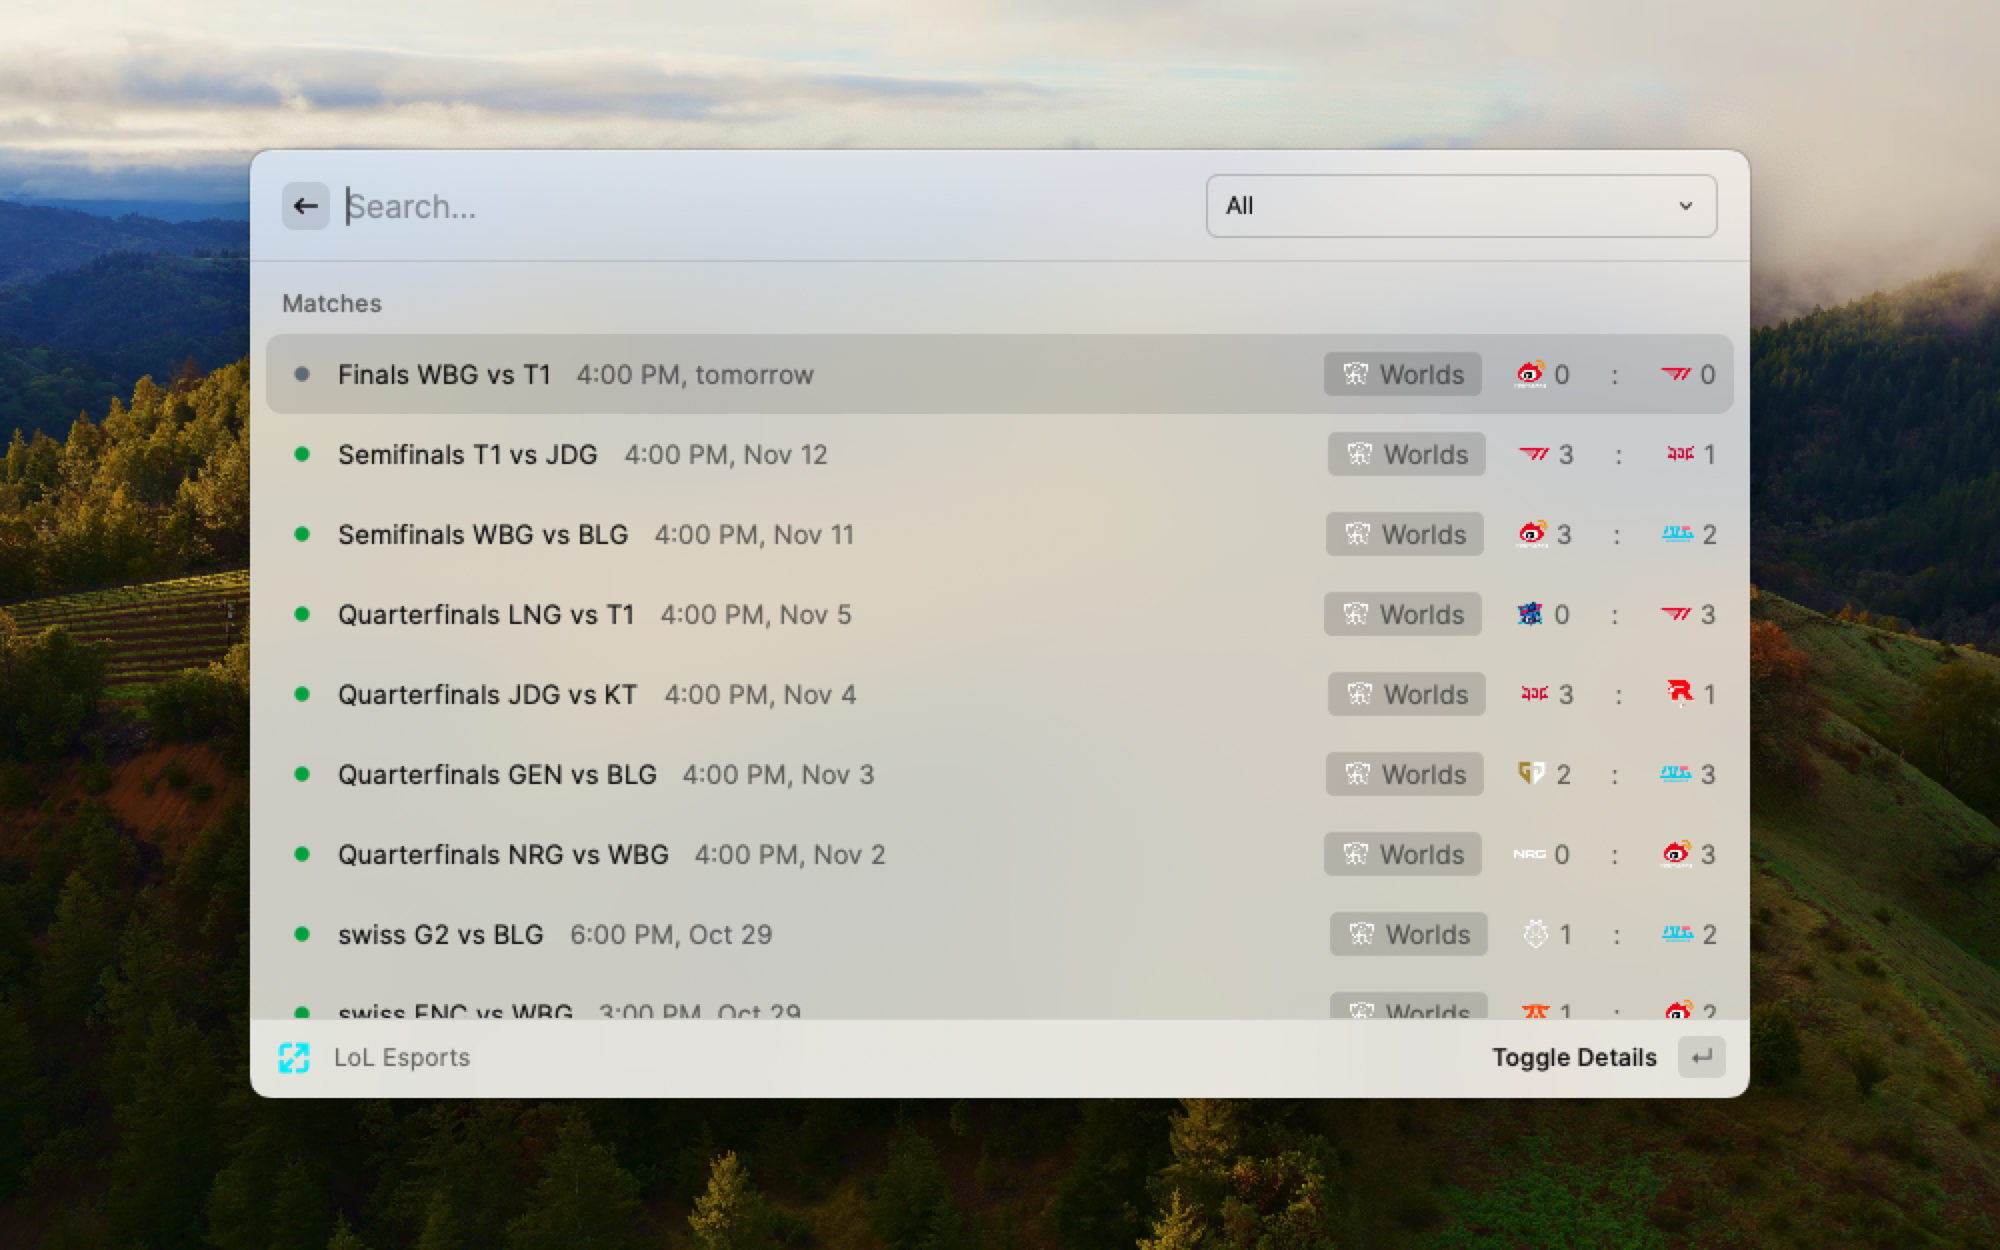 Search...
All
Matches
Finals WBG vs T1 4:00 PM, tomorrow Worlds 0 : 0
Semifinals T1 vs JDG 4:00 PM, Nov 12 Worlds 3 : 1
Semifinals WBG vs BLG 4:00 PM, Nov 11 Worlds 3 : 2
Quarterfinals LNG vs T1 4:00 PM, Nov 5 Worlds 0 : 3
Quarterfinals JDG vs KT 4:00 PM, Nov 4 Worlds 3 : 1
Quarterfinals GEN vs BLG 4:00 PM, Nov 3 Worlds 2 : 3
Quarterfinals NRG vs WBG 4:00 PM, Nov 2 Worlds NRG 0 : 3
swiss G2 vs BLG 6:00 PM, Oct 29 Worlds 1 : 2
swiss FNC vs WBG 3:00 PM, Oct 29 Worlds 1 : 2
LoL Esports
Toggle Details